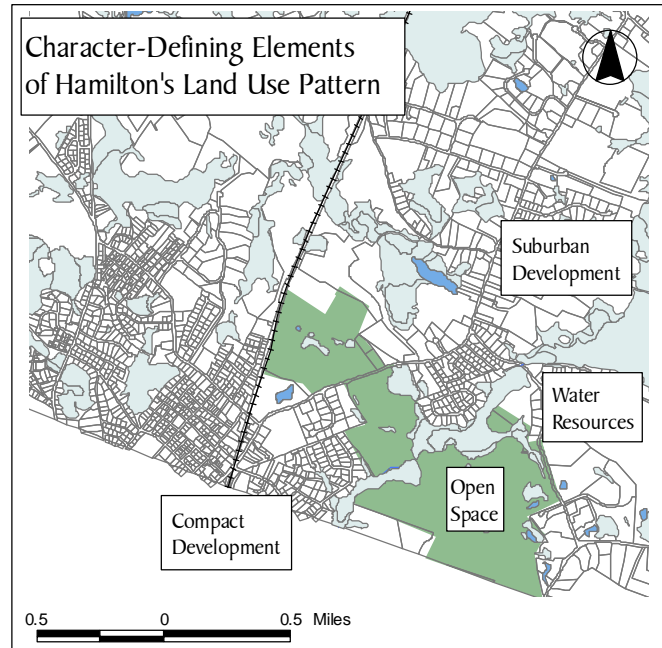 Character-Defining Elements
of Hamilton's Land Use Pattern
Suburban
Development
Water
Resources
Open
Space
Compact
Development
0.5 0 0.5 Miles